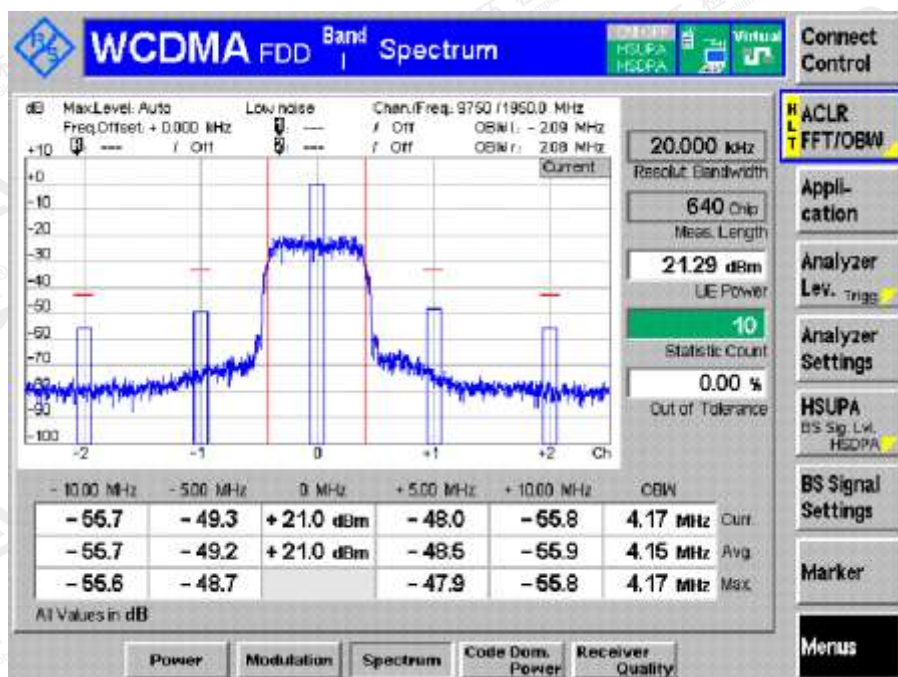 R&S
WCDMA FDD Band I Spectrum
HSUPA
HSDPA
Virtual
Connect Control
dB Max.Level: Auto Low noise Chan./Freq.: 9750 / 1950.0 MHz
Freq.Offset: + 0.000 kHz --- / Off OBW l: - 2.09 MHz
3: --- / Off 2: --- / Off OBW r: 2.08 MHz
Current
+10
+0
-10
-20
-30
-40
-50
-60
-70
-80
-90
-100
-2 -1 0 +1 +2 Ch
20.000 kHz
Resolut. Bandwidth
640 Chip
Meas. Length
21.29 dBm
UE Power
10
Statistic Count
0.00 %
Out of Tolerance
- 10.00 MHz - 5.00 MHz 0 MHz + 5.00 MHz + 10.00 MHz OBW
- 55.7 - 49.3 + 21.0 dBm - 48.0 - 55.8 4.17 MHz Curr.
- 55.7 - 49.2 + 21.0 dBm - 48.5 - 55.9 4.15 MHz Avg.
- 55.6 - 48.7 - 47.9 - 55.8 4.17 MHz Max.
All Values in dB
HLT
ACLR
FFT/OBW
Appli-
cation
Analyzer
Lev. Trigg.
Analyzer
Settings
HSUPA
BS Sig. Lvl.
HSDPA
BS Signal
Settings
Marker
Menus
Power Modulation Spectrum Code Dom. Power Receiver Quality